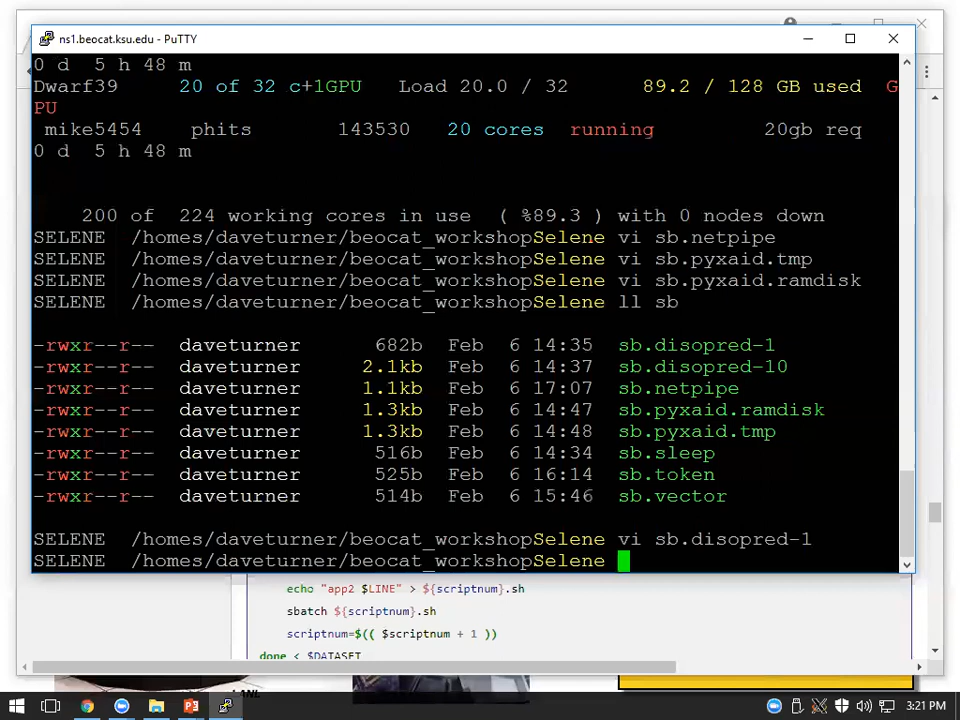 ns1.beocat.ksu.edu - PuTTY
0 d  5 h 48 m
Dwarf39     20 of 32 c+1GPU   Load 20.0 / 32      89.2 / 128 GB used  G
PU
 mike5454    phits       143530   20 cores  running         20gb req
0 d  5 h 48 m
    200 of  224 working cores in use  ( %89.3 ) with 0 nodes down
SELENE  /homes/daveturner/beocat_workshopSelene vi sb.netpipe
SELENE  /homes/daveturner/beocat_workshopSelene vi sb.pyxaid.tmp
SELENE  /homes/daveturner/beocat_workshopSelene vi sb.pyxaid.ramdisk
SELENE  /homes/daveturner/beocat_workshopSelene ll sb
-rwxr--r--  daveturner      682b  Feb  6 14:35  sb.disopred-1
-rwxr--r--  daveturner     2.1kb  Feb  6 14:37  sb.disopred-10
-rwxr--r--  daveturner     1.1kb  Feb  6 17:07  sb.netpipe
-rwxr--r--  daveturner     1.3kb  Feb  6 14:47  sb.pyxaid.ramdisk
-rwxr--r--  daveturner     1.3kb  Feb  6 14:48  sb.pyxaid.tmp
-rwxr--r--  daveturner      516b  Feb  6 14:34  sb.sleep
-rwxr--r--  daveturner      525b  Feb  6 16:14  sb.token
-rwxr--r--  daveturner      514b  Feb  6 15:46  sb.vector
SELENE  /homes/daveturner/beocat_workshopSelene vi sb.disopred-1
SELENE  /homes/daveturner/beocat_workshopSelene
echo "app2 $LINE" > ${scriptnum}.sh
sbatch ${scriptnum}.sh
scriptnum=$(( $scriptnum + 1 ))
done < $DATASET
LANL
3:21 PM